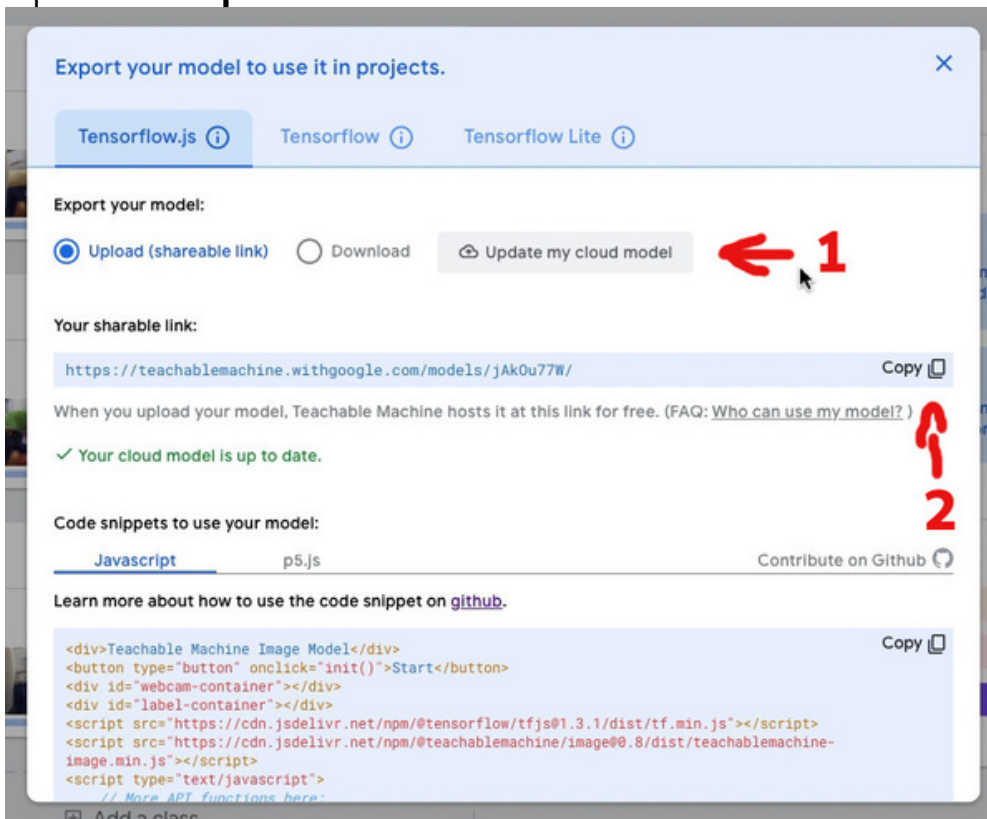 Export your model to use it in projects.
Tensorflow.js Tensorflow Tensorflow Lite
Export your model:
Upload (shareable link) Download Update my cloud model 1
Your sharable link:
https://teachablemachine.withgoogle.com/models/jAkOu77W/ Copy
When you upload your model, Teachable Machine hosts it at this link for free. (FAQ: Who can use my model? )
✓ Your cloud model is up to date.
2
Code snippets to use your model:
Javascript p5.js Contribute on Github
Learn more about how to use the code snippet on github.
<div>Teachable Machine Image Model</div> Copy
<button type="button" onclick="init()">Start</button>
<div id="webcam-container"></div>
<div id="label-container"></div>
<script src="https://cdn.jsdelivr.net/npm/@tensorflow/tfjs@1.3.1/dist/tf.min.js"></script>
<script src="https://cdn.jsdelivr.net/npm/@teachablemachine/image@0.8/dist/teachablemachine-
image.min.js"></script>
<script type="text/javascript">
// More API functions here:
Add a class